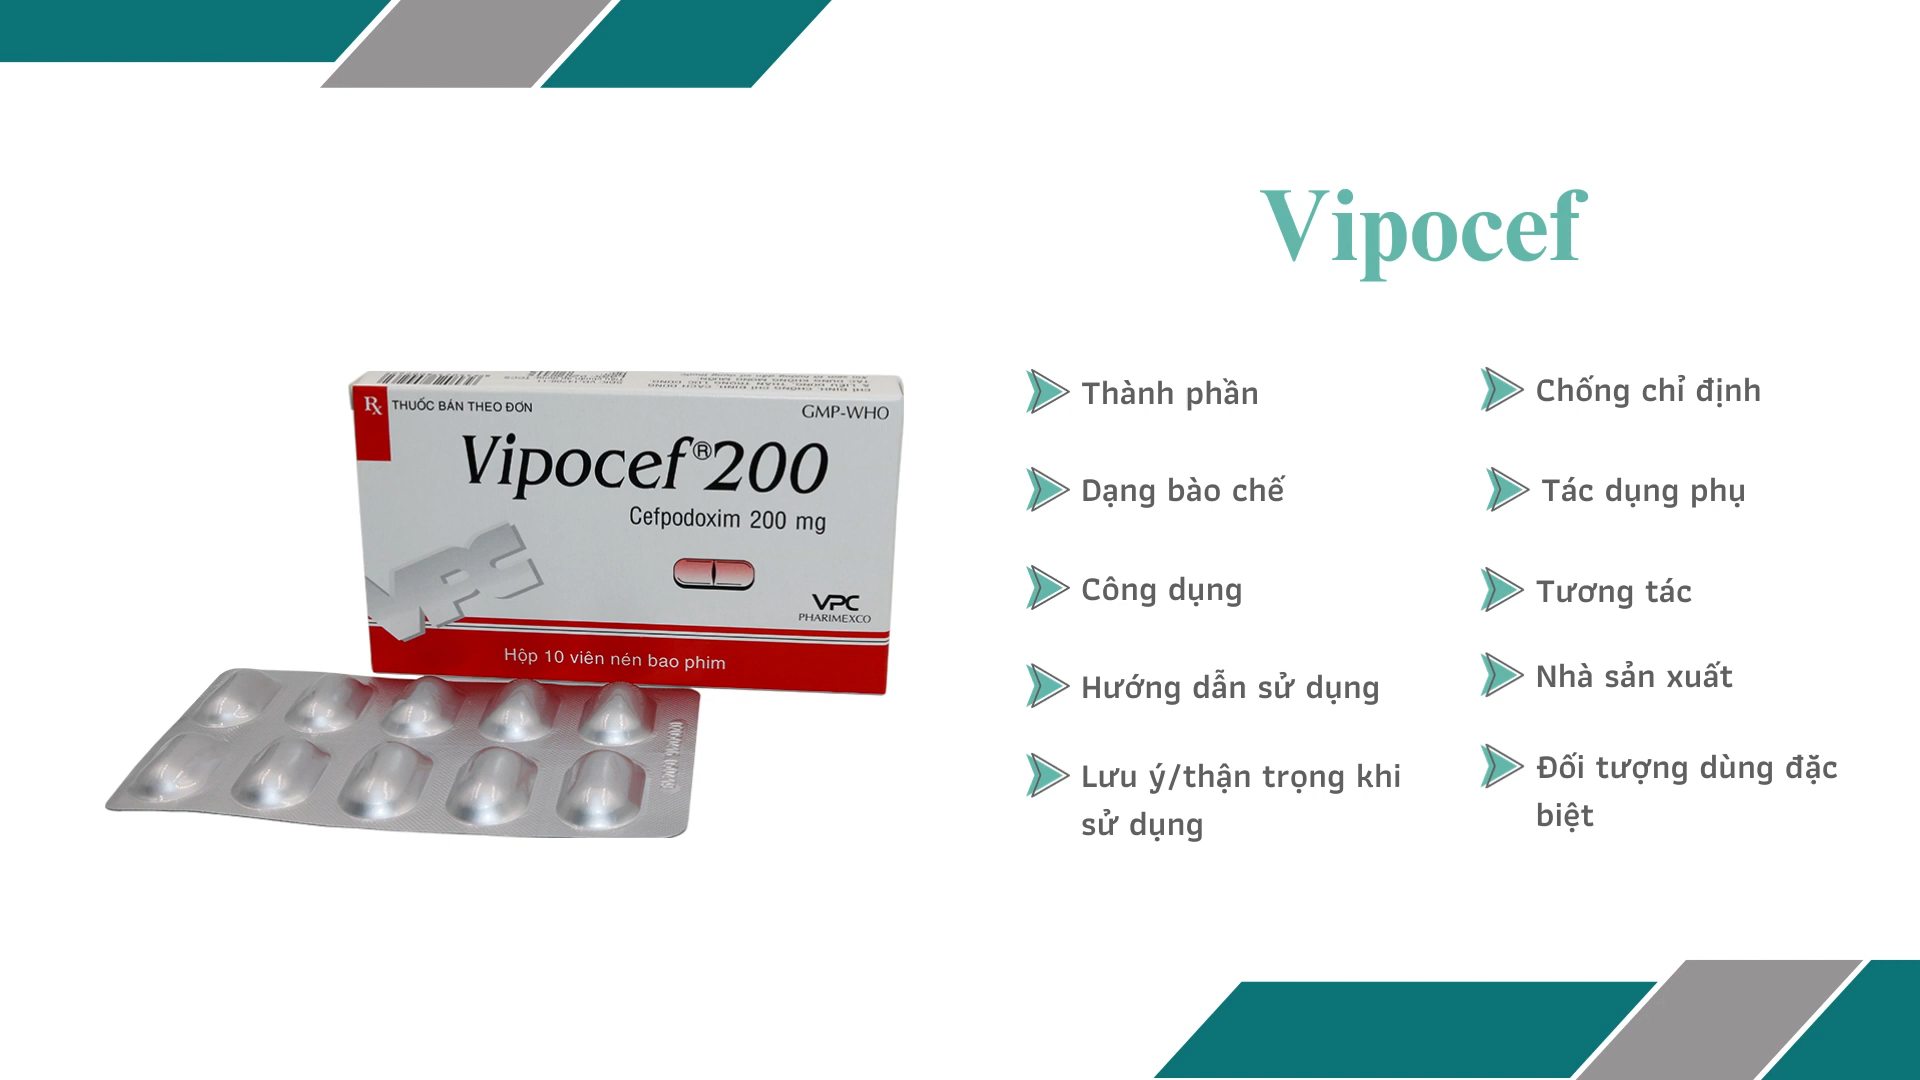 Vipocef
Rx THUỐC BÁN THEO ĐƠN
GMP-WHO
Vipocef®200
Cefpodoxim 200 mg
VPC
VPC
PHARIMEXCO
Hộp 10 viên nén bao phim
Thành phần
Dạng bào chế
Công dụng
Hướng dẫn sử dụng
Lưu ý/thận trọng khi
sử dụng
Chống chỉ định
Tác dụng phụ
Tương tác
Nhà sản xuất
Đối tượng dùng đặc
biệt